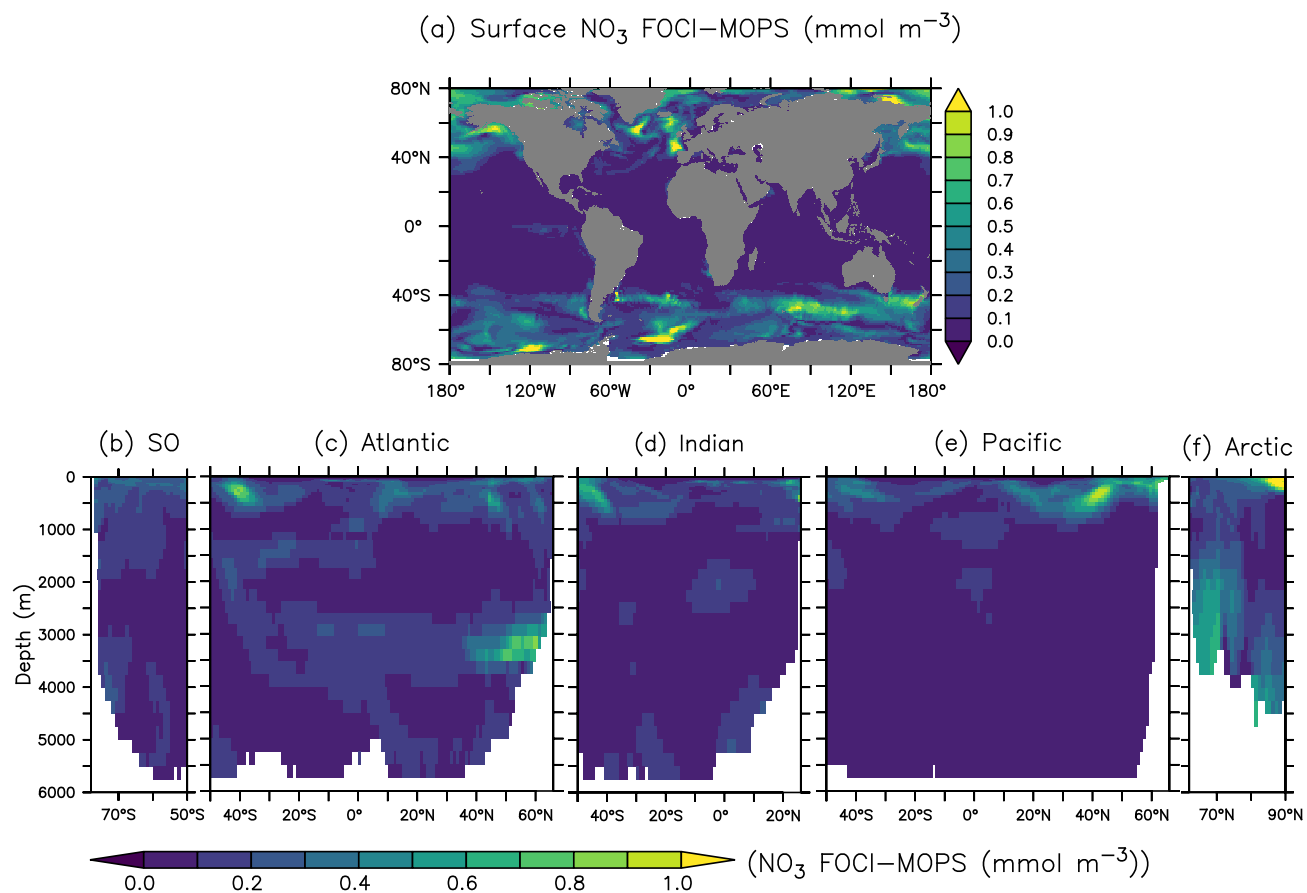 (a) Surface NO3 FOCI−MOPS (mmol m−3)
80°N
40°N
0°
40°S
80°S
180° 120°W 60°W 0° 60°E 120°E 180°
1.0
0.9
0.8
0.7
0.6
0.5
0.4
0.3
0.2
0.1
0.0
(b) SO (c) Atlantic (d) Indian (e) Pacific (f) Arctic
Depth (m)
0
1000
2000
3000
4000
5000
6000
70°S 50°S 40°S 20°S 0° 20°N 40°N 60°N 40°S 20°S 0° 20°N 40°S 20°S 0° 20°N 40°N 60°N 70°N 90°N
0.0 0.2 0.4 0.6 0.8 1.0
(NO3 FOCI−MOPS (mmol m−3))